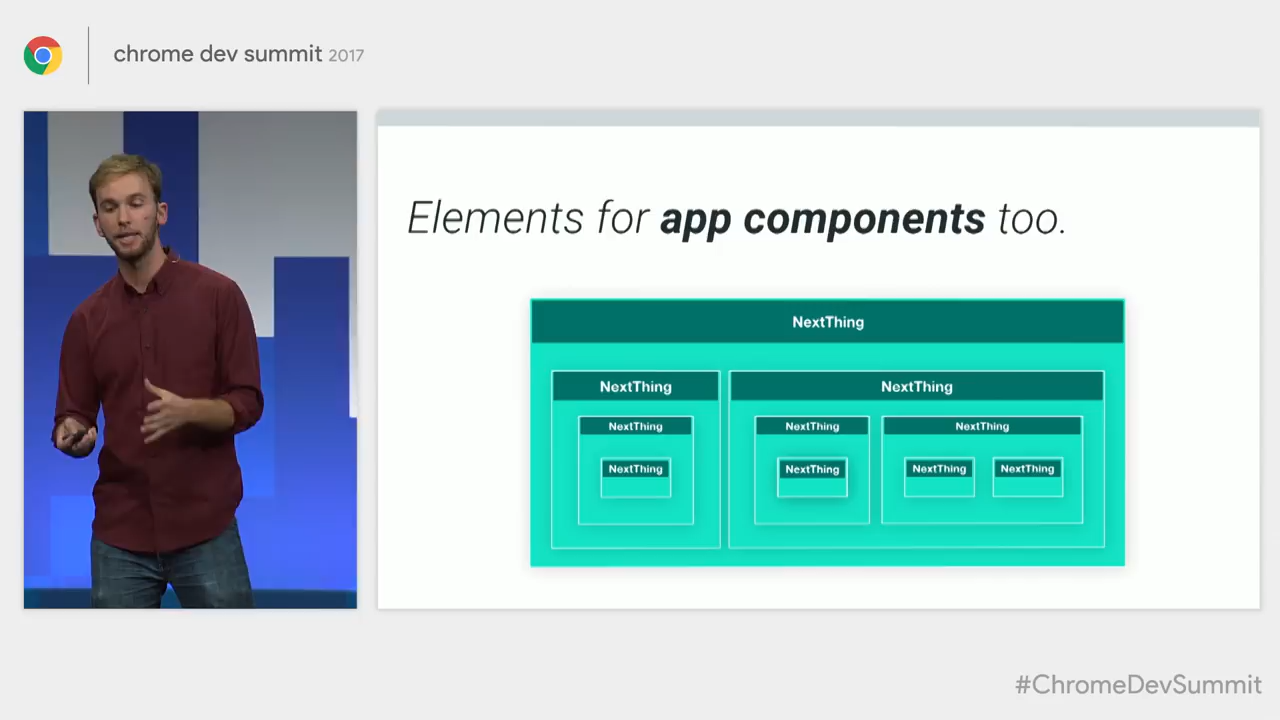 chrome dev summit 2017
Elements for app components too.
NextThing
NextThing
NextThing
NextThing
NextThing
NextThing
NextThing
NextThing
NextThing
NextThing
NextThing
#ChromeDevSummit